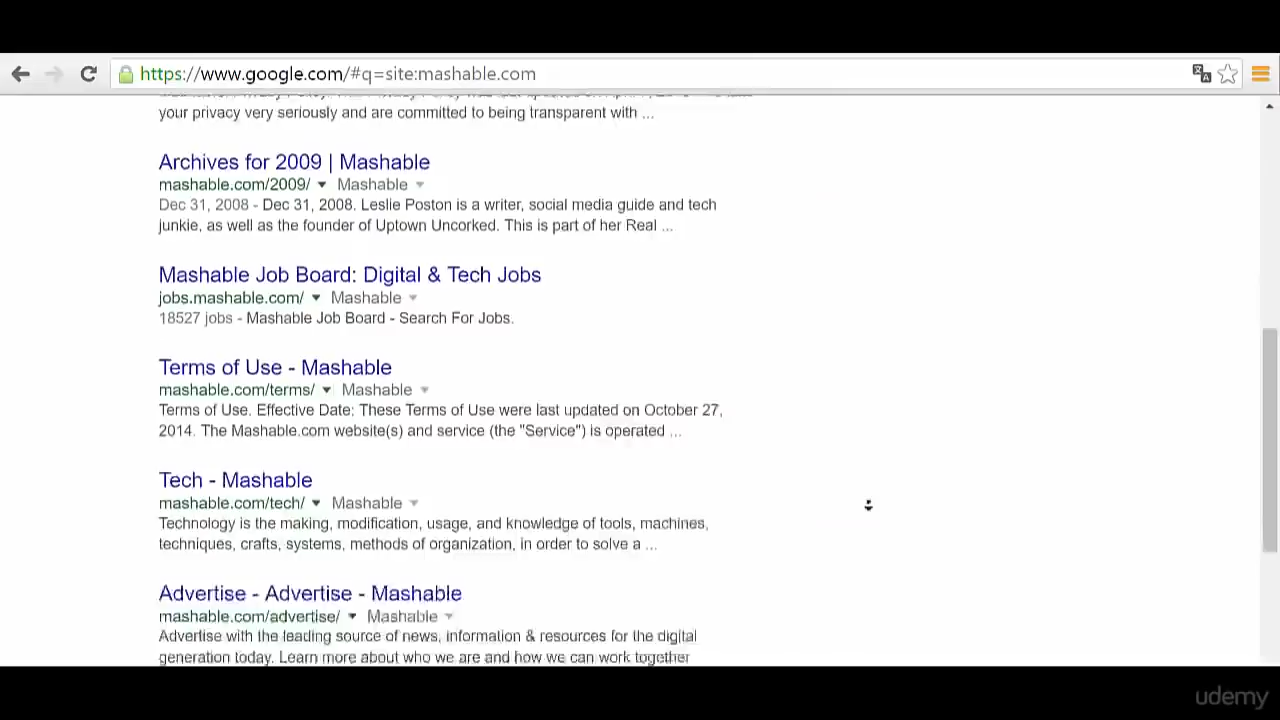 https://www.google.com/#q=site:mashable.com
your privacy very seriously and are committed to being transparent with ...
Archives for 2009 | Mashable
mashable.com/2009/ Mashable
Dec 31, 2008 - Dec 31, 2008. Leslie Poston is a writer, social media guide and tech
junkie, as well as the founder of Uptown Uncorked. This is part of her Real ...
Mashable Job Board: Digital & Tech Jobs
jobs.mashable.com/ Mashable
18527 jobs - Mashable Job Board - Search For Jobs.
Terms of Use - Mashable
mashable.com/terms/ Mashable
Terms of Use. Effective Date: These Terms of Use were last updated on October 27,
2014. The Mashable.com website(s) and service (the "Service") is operated ...
Tech - Mashable
mashable.com/tech/ Mashable
Technology is the making, modification, usage, and knowledge of tools, machines,
techniques, crafts, systems, methods of organization, in order to solve a ...
Advertise - Advertise - Mashable
mashable.com/advertise/ Mashable
Advertise with the leading source of news, information & resources for the digital
generation today. Learn more about who we are and how we can work together
udemy